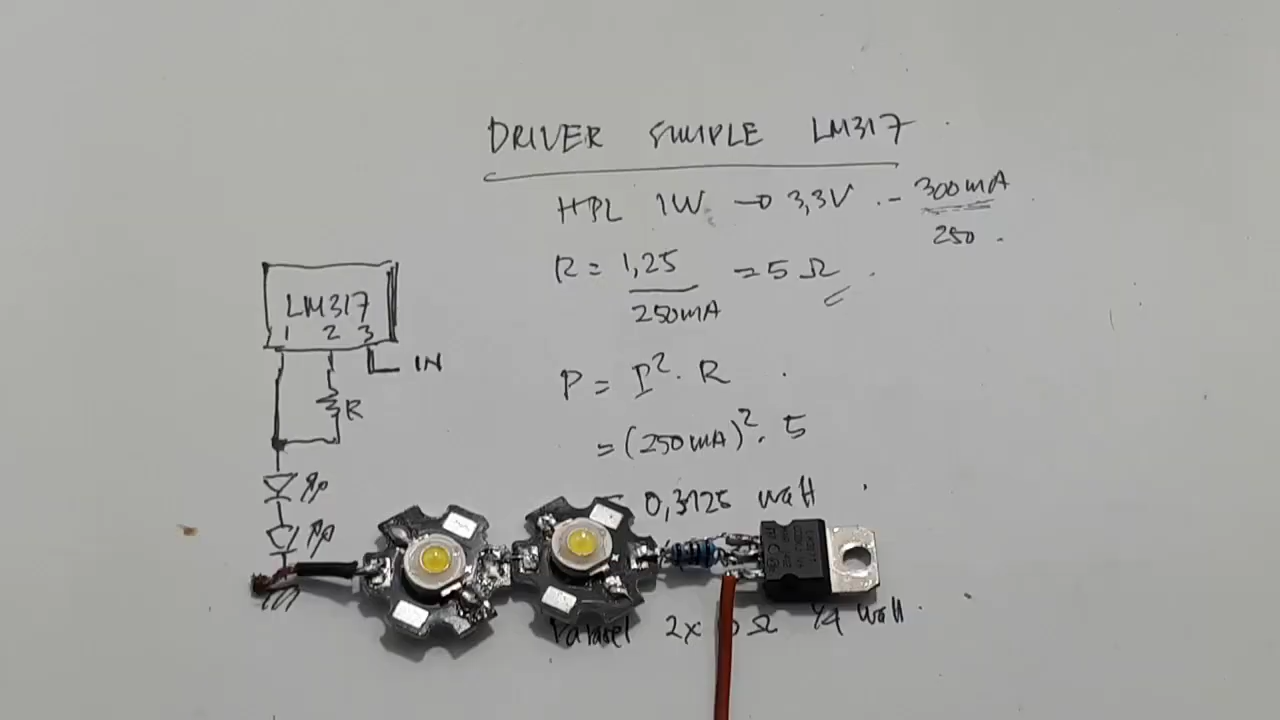 DRIVER SIMPLE LM317
HPL 1W → 3,3V - 300mA
250
R = 1,25 = 5 Ω
250mA
LM317
1 2 3
IN
R
P = I². R
= (250mA)². 5
= 0,3125 watt
2x Ω 1/4 watt